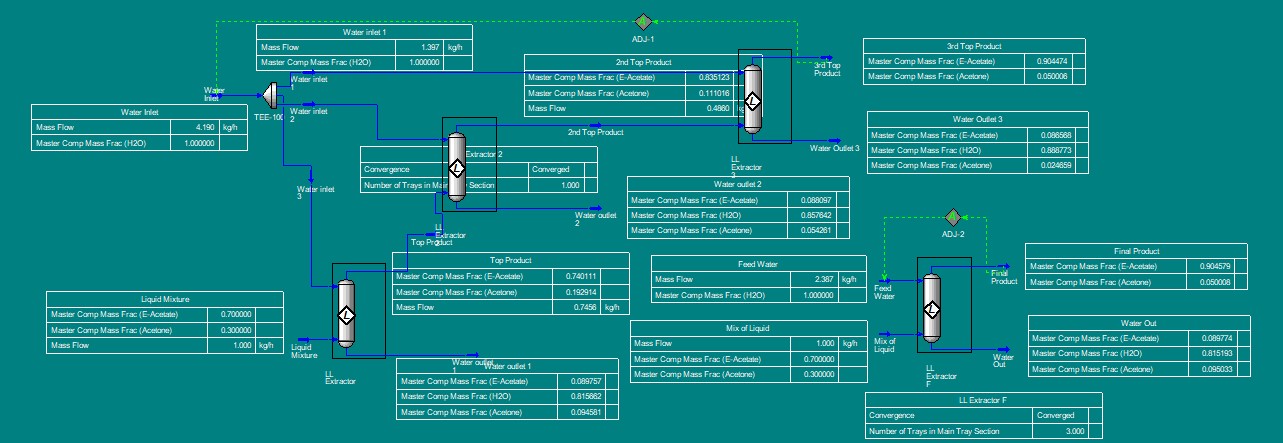 ADJ-1
Water inlet 1
Mass Flow 1.397 kg/h
Master Comp Mass Frac (H2O) 1.000000
Water inlet
1
Water
Inlet
TEE-100
Water inlet
2
Water Inlet
Mass Flow 4.190 kg/h
Master Comp Mass Frac (H2O) 1.000000
Water inlet
3
2nd Top Product
Master Comp Mass Frac (E-Acetate) 0.835123
Master Comp Mass Frac (Acetone) 0.111016
Mass Flow 0.4860
3rd Top
Product
3rd Top Product
Master Comp Mass Frac (E-Acetate) 0.904474
Master Comp Mass Frac (Acetone) 0.050006
2nd Top Product
Water Outlet 3
LL
Extractor
3
Water Outlet 3
Master Comp Mass Frac (E-Acetate) 0.086568
Master Comp Mass Frac (H2O) 0.888773
Master Comp Mass Frac (Acetone) 0.024659
Extractor 2
Convergence Converged
Number of Trays in Main Tray Section 1.000
Water outlet
2
LL
Extractor
Top Product
Water outlet 2
Master Comp Mass Frac (E-Acetate) 0.088097
Master Comp Mass Frac (H2O) 0.857642
Master Comp Mass Frac (Acetone) 0.054261
Top Product
Master Comp Mass Frac (E-Acetate) 0.740111
Master Comp Mass Frac (Acetone) 0.192914
Mass Flow 0.7456 kg/h
Liquid Mixture
Master Comp Mass Frac (E-Acetate) 0.700000
Master Comp Mass Frac (Acetone) 0.300000
Mass Flow 1.000 kg/h
Liquid
Mixture
LL
Extractor
Water outlet
1
Water outlet 1
Master Comp Mass Frac (E-Acetate) 0.089757
Master Comp Mass Frac (H2O) 0.815662
Master Comp Mass Frac (Acetone) 0.094581
Feed Water
Mass Flow 2.387 kg/h
Master Comp Mass Frac (H2O) 1.000000
Mix of Liquid
Mass Flow 1.000 kg/h
Master Comp Mass Frac (E-Acetate) 0.700000
Master Comp Mass Frac (Acetone) 0.300000
ADJ-2
Feed
Water
Final
Product
Mix of
Liquid
Water
Out
LL
Extractor
F
Final Product
Master Comp Mass Frac (E-Acetate) 0.904579
Master Comp Mass Frac (Acetone) 0.050008
Water Out
Master Comp Mass Frac (E-Acetate) 0.089774
Master Comp Mass Frac (H2O) 0.815193
Master Comp Mass Frac (Acetone) 0.095033
LL Extractor F
Convergence Converged
Number of Trays in Main Tray Section 3.000